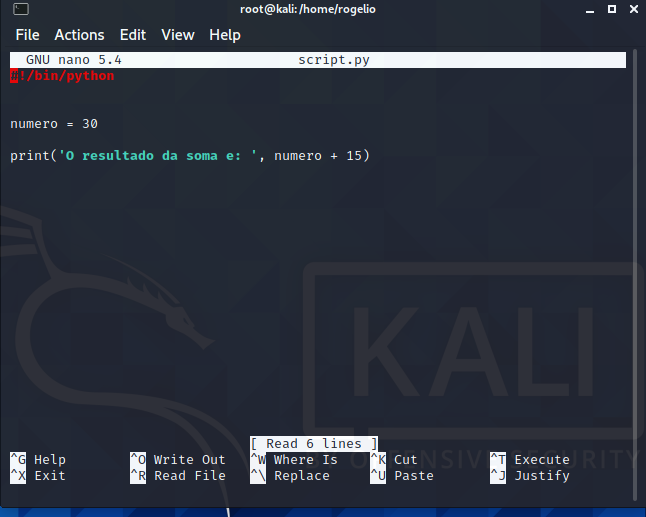 root@kali:/home/rogelio
File Actions Edit View Help
GNU nano 5.4 script.py
#!/bin/python
numero = 30
print('O resultado da soma e: ', numero + 15)
KALI
OFFENSIVE SECURITY
[ Read 6 lines ]
^G Help ^O Write Out ^W Where Is ^K Cut ^T Execute
^X Exit ^R Read File ^\ Replace ^U Paste ^J Justify